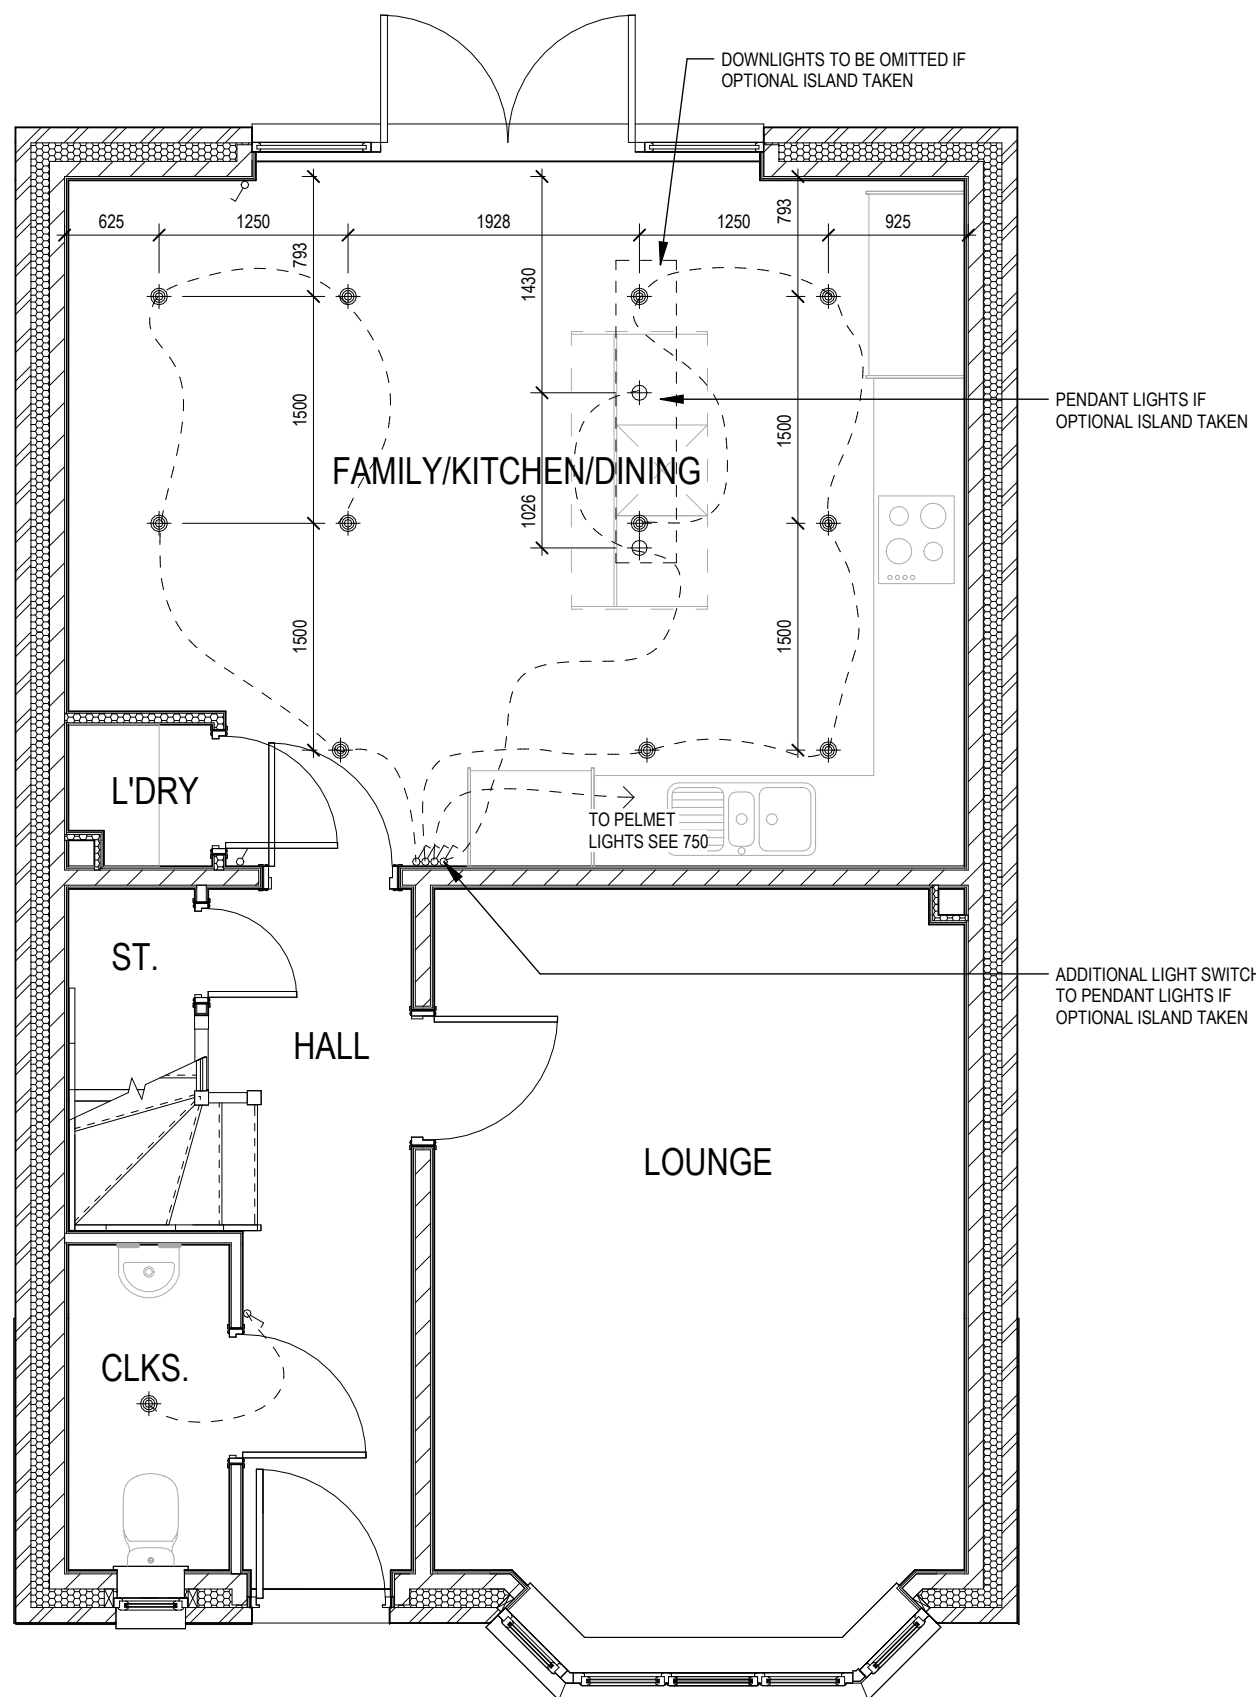 DOWNLIGHTS TO BE OMITTED IF
OPTIONAL ISLAND TAKEN
625
1250
1928
1250
925
793
793
1430
1500
1500
1026
1500
1500
PENDANT LIGHTS IF
OPTIONAL ISLAND TAKEN
FAMILY/KITCHEN/DINING
L'DRY
TO PELMET
LIGHTS SEE 750
ST.
ADDITIONAL LIGHT SWITCH
TO PENDANT LIGHTS IF
OPTIONAL ISLAND TAKEN
HALL
LOUNGE
CLKS.